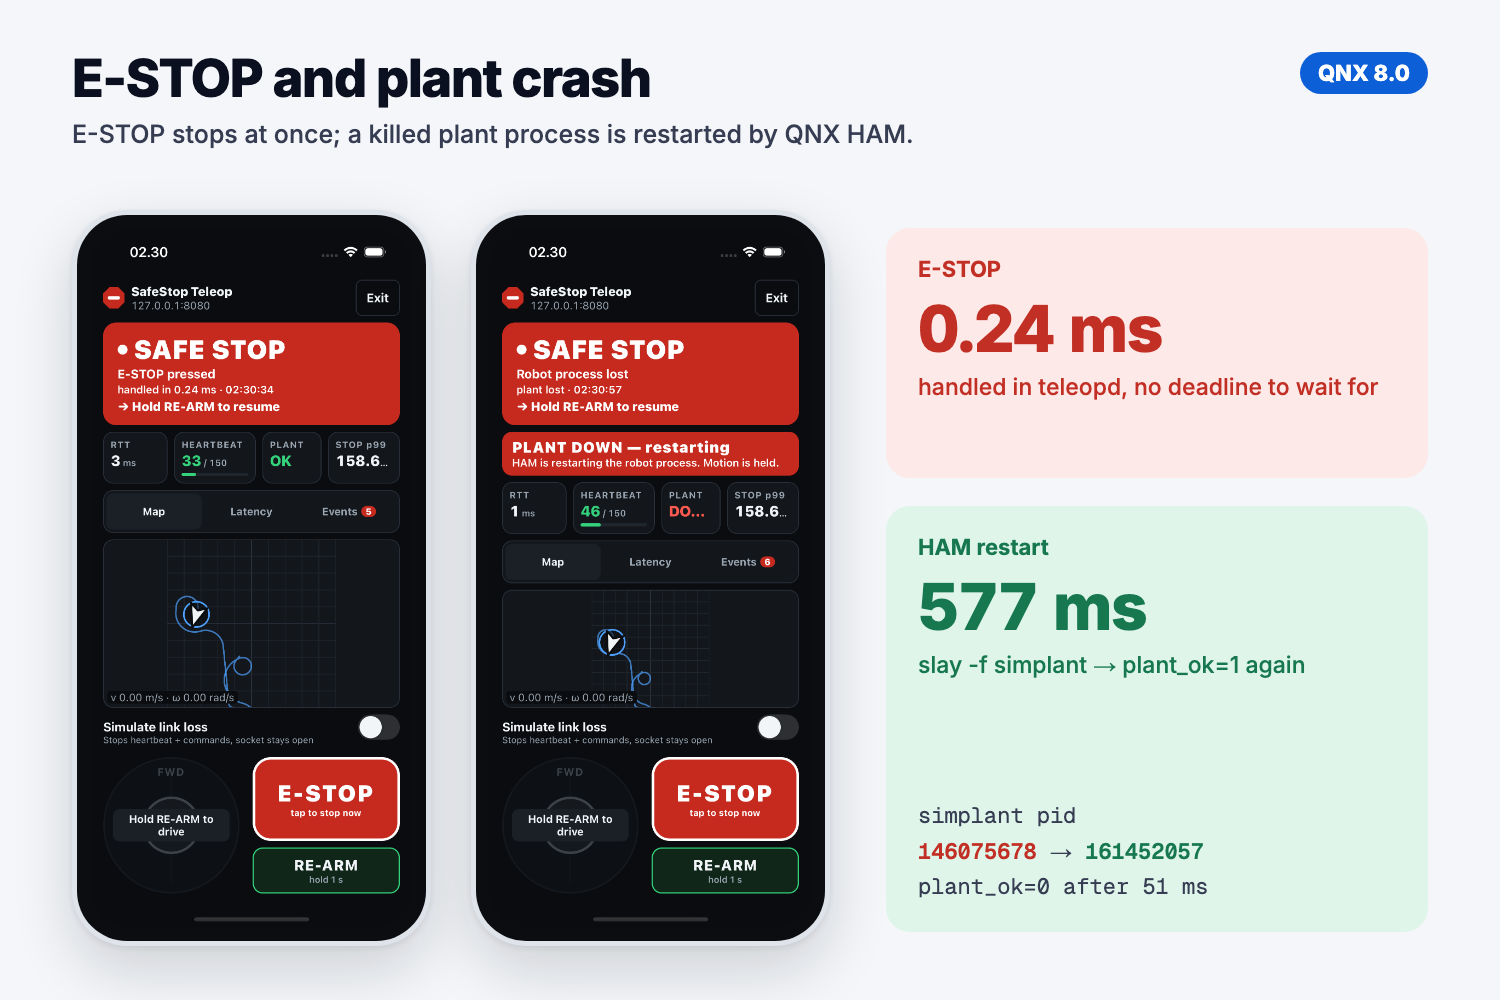 E-STOP and plant crash
QNX 8.0
E-STOP stops at once; a killed plant process is restarted by QNX HAM.
02.30
SafeStop Teleop
127.0.0.1:8080
Exit
SAFE STOP
E-STOP pressed
handled in 0.24 ms · 02:30:34
→ Hold RE-ARM to resume
RTT
3 ms
HEARTBEAT
33 / 150
PLANT
OK
STOP p99
158.6...
Map
Latency
Events 5
v 0.00 m/s · ω 0.00 rad/s
Simulate link loss
Stops heartbeat + commands, socket stays open
FWD
Hold RE-ARM to
drive
E-STOP
tap to stop now
RE-ARM
hold 1 s
02.30
SafeStop Teleop
127.0.0.1:8080
Exit
SAFE STOP
Robot process lost
plant lost · 02:30:57
→ Hold RE-ARM to resume
PLANT DOWN — restarting
HAM is restarting the robot process. Motion is held.
RTT
1 ms
HEARTBEAT
46 / 150
PLANT
DO...
STOP p99
158.6...
Map
Latency
Events 6
v 0.00 m/s · ω 0.00 rad/s
Simulate link loss
Stops heartbeat + commands, socket stays open
FWD
Hold RE-ARM to
drive
E-STOP
tap to stop now
RE-ARM
hold 1 s
E-STOP
0.24 ms
handled in teleopd, no deadline to wait for
HAM restart
577 ms
slay -f simplant → plant_ok=1 again
simplant pid
146075678 → 161452057
plant_ok=0 after 51 ms